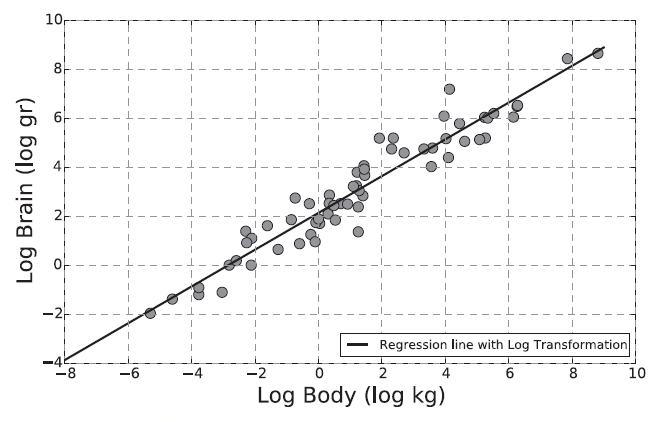 10
8
6
4
2
0
−2
−4
Log Brain (log gr)
Regression line with Log Transformation
−8 −6 −4 −2 0 2 4 6 8 10
Log Body (log kg)